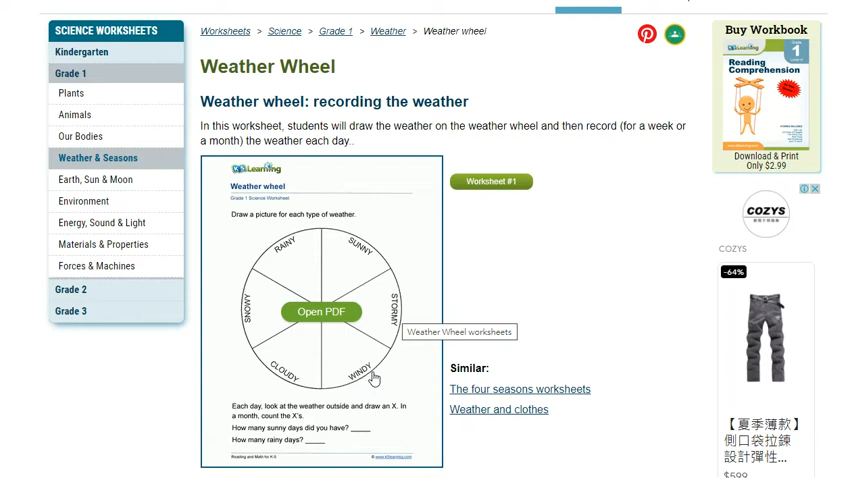 SCIENCE WORKSHEETS
Kindergarten
Grade 1
Plants
Animals
Our Bodies
Weather & Seasons
Earth, Sun & Moon
Environment
Energy, Sound & Light
Materials & Properties
Forces & Machines
Grade 2
Grade 3
Worksheets > Science > Grade 1 > Weather > Weather wheel
Weather Wheel
Weather wheel: recording the weather
In this worksheet, students will draw the weather on the weather wheel and then record (for a week or
a month) the weather each day..
K5 Learning
Weather wheel
Grade 1 Science Worksheet
Draw a picture for each type of weather.
RAINY
SUNNY
SNOWY
STORMY
Open PDF
CLOUDY
WINDY
Each day, look at the weather outside and draw an X. In
a month, count the X's.
How many sunny days did you have? _____
How many rainy days? _____
Reading and Math for K-5
© www.k5learning.com
Worksheet #1
Weather Wheel worksheets
Similar:
The four seasons worksheets
Weather and clothes
Buy Workbook
K5 Learning
GRADE
1
Reading
Comprehension
Download & Print
Only $2.99
COZYS
COZYS
-64%
【夏季薄款】
側口袋拉鍊
設計彈性...
$599